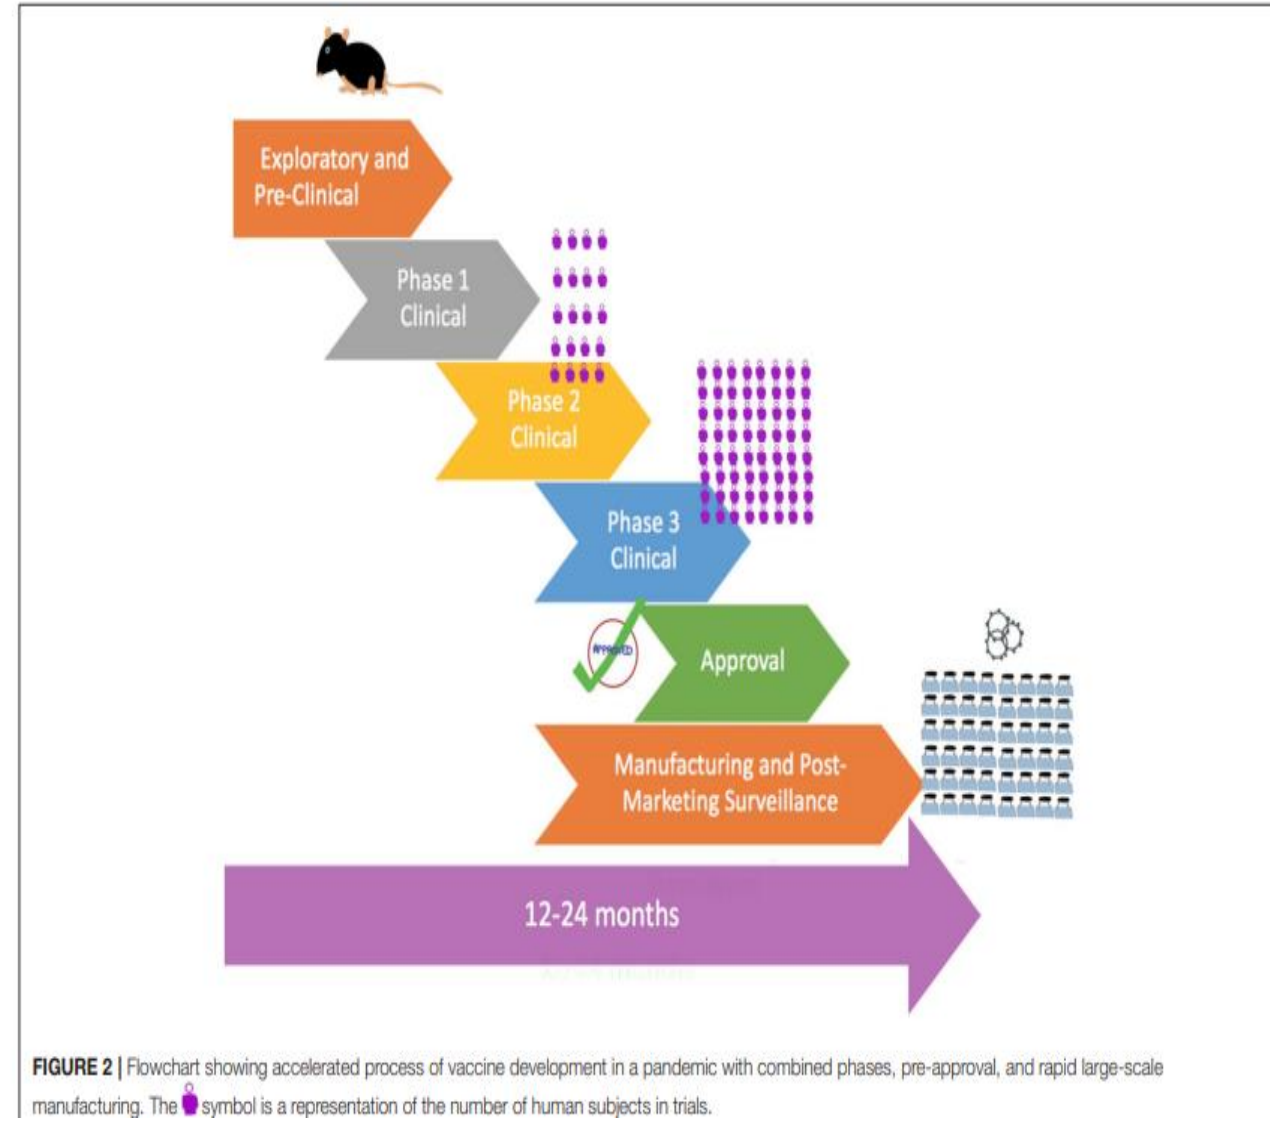 Exploratory and
Pre-Clinical
Phase 1
Clinical
Phase 2
Clinical
Phase 3
Clinical
APPROVED
Approval
Manufacturing and Post-
Marketing Surveillance
12-24 months
FIGURE 2 | Flowchart showing accelerated process of vaccine development in a pandemic with combined phases, pre-approval, and rapid large-scale
manufacturing. The symbol is a representation of the number of human subjects in trials.